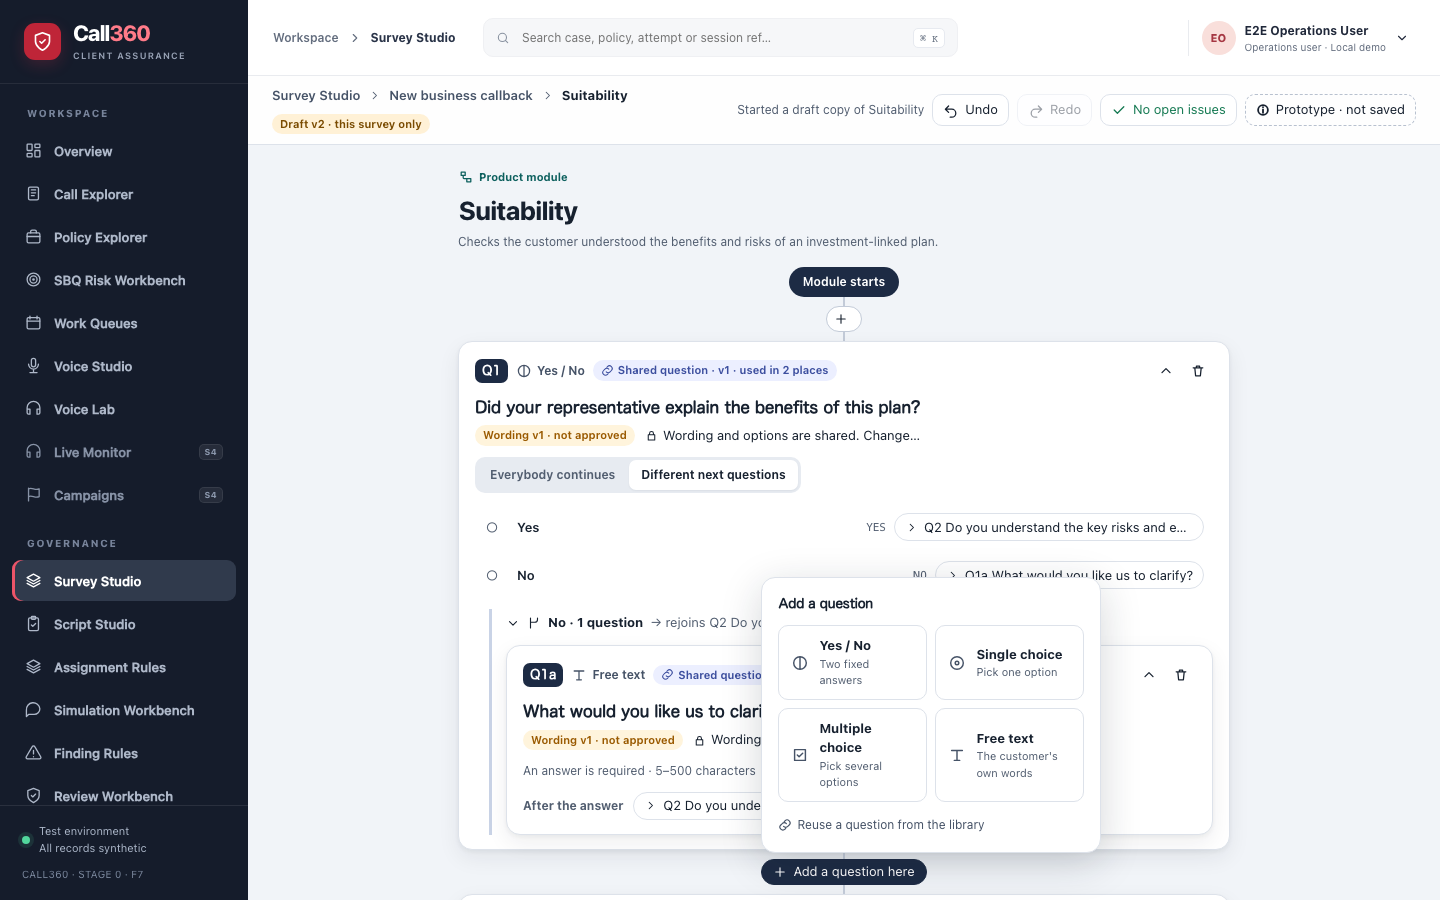 Call360
CLIENT ASSURANCE
WORKSPACE
Overview
Call Explorer
Policy Explorer
SBQ Risk Workbench
Work Queues
Voice Studio
Voice Lab
Live Monitor S4
Campaigns S4
GOVERNANCE
Survey Studio
Script Studio
Assignment Rules
Simulation Workbench
Finding Rules
Review Workbench
Test environment
All records synthetic
CALL360 · STAGE 0 · F7
Workspace > Survey Studio
Search case, policy, attempt or session ref... ⌘ K
EO
E2E Operations User
Operations user · Local demo
Survey Studio > New business callback > Suitability
Draft v2 · this survey only
Started a draft copy of Suitability
Undo
Redo
No open issues
Prototype · not saved
Product module
Suitability
Checks the customer understood the benefits and risks of an investment-linked plan.
Module starts
Q1 Yes / No Shared question · v1 · used in 2 places
Did your representative explain the benefits of this plan?
Wording v1 · not approved Wording and options are shared. Change...
Everybody continues Different next questions
Yes YES Q2 Do you understand the key risks and e...
No NO Q1a What would you like us to clarify?
No · 1 question → rejoins Q2 Do yo
Q1a Free text Shared questio
What would you like us to clari
Wording v1 · not approved Wording
An answer is required · 5–500 characters
After the answer Q2 Do you unde
Add a question
Yes / No
Two fixed
answers
Single choice
Pick one option
Multiple
choice
Pick several
options
Free text
The customer's
own words
Reuse a question from the library
Add a question here